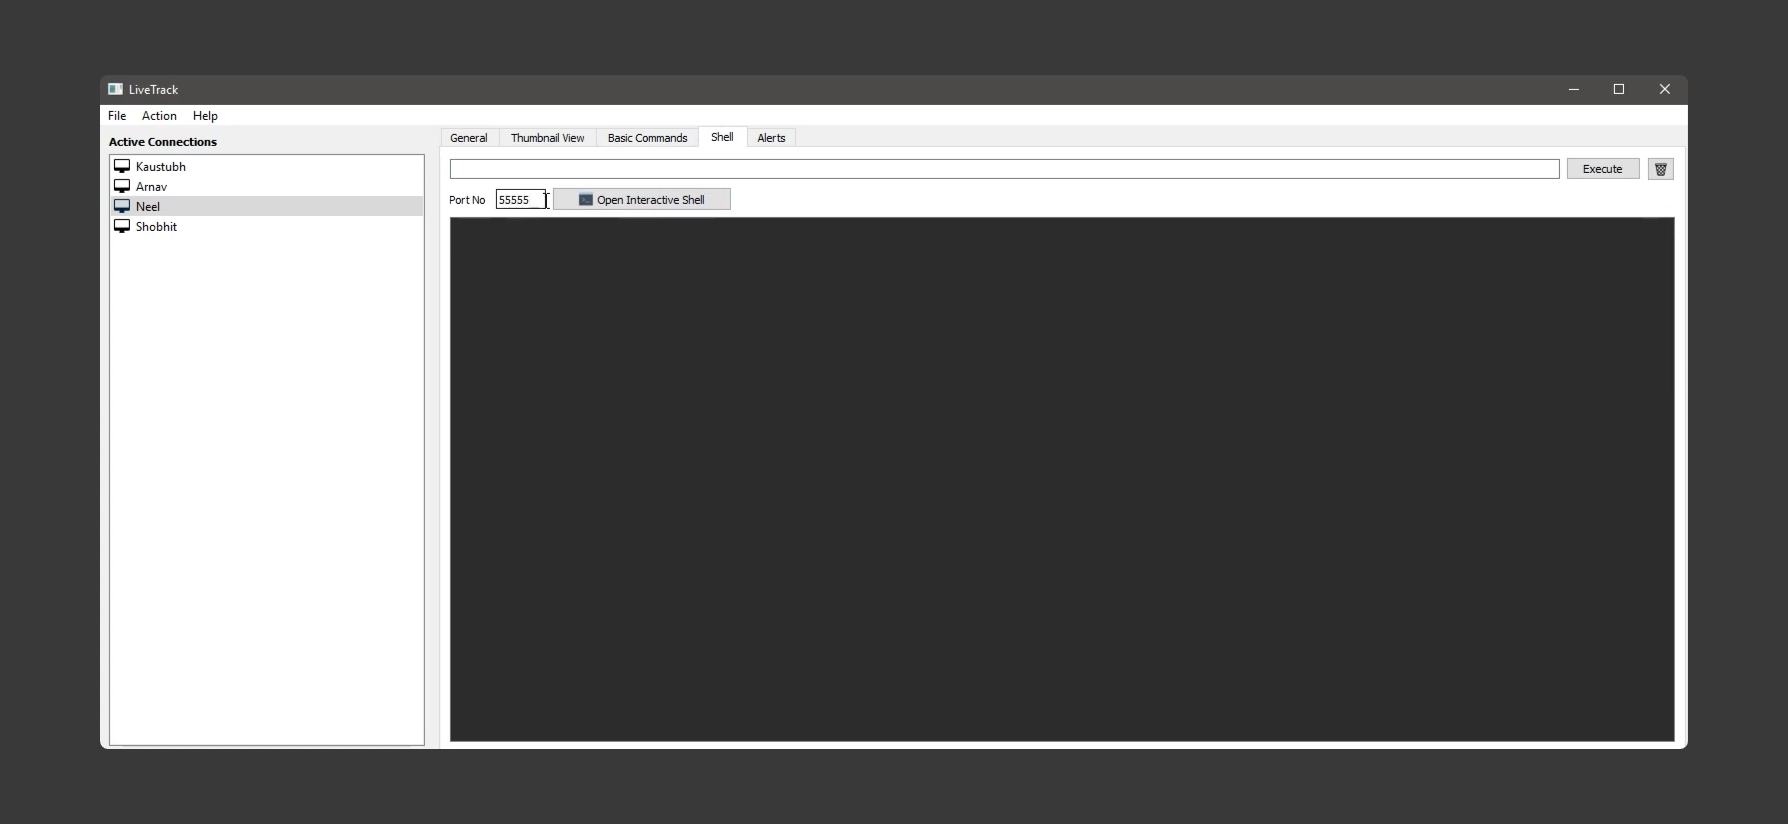 LiveTrack
File Action Help
Active Connections
Kaustubh
Arnav
Neel
Shobhit
General Thumbnail View Basic Commands Shell Alerts
Execute
Port No 55555 Open Interactive Shell